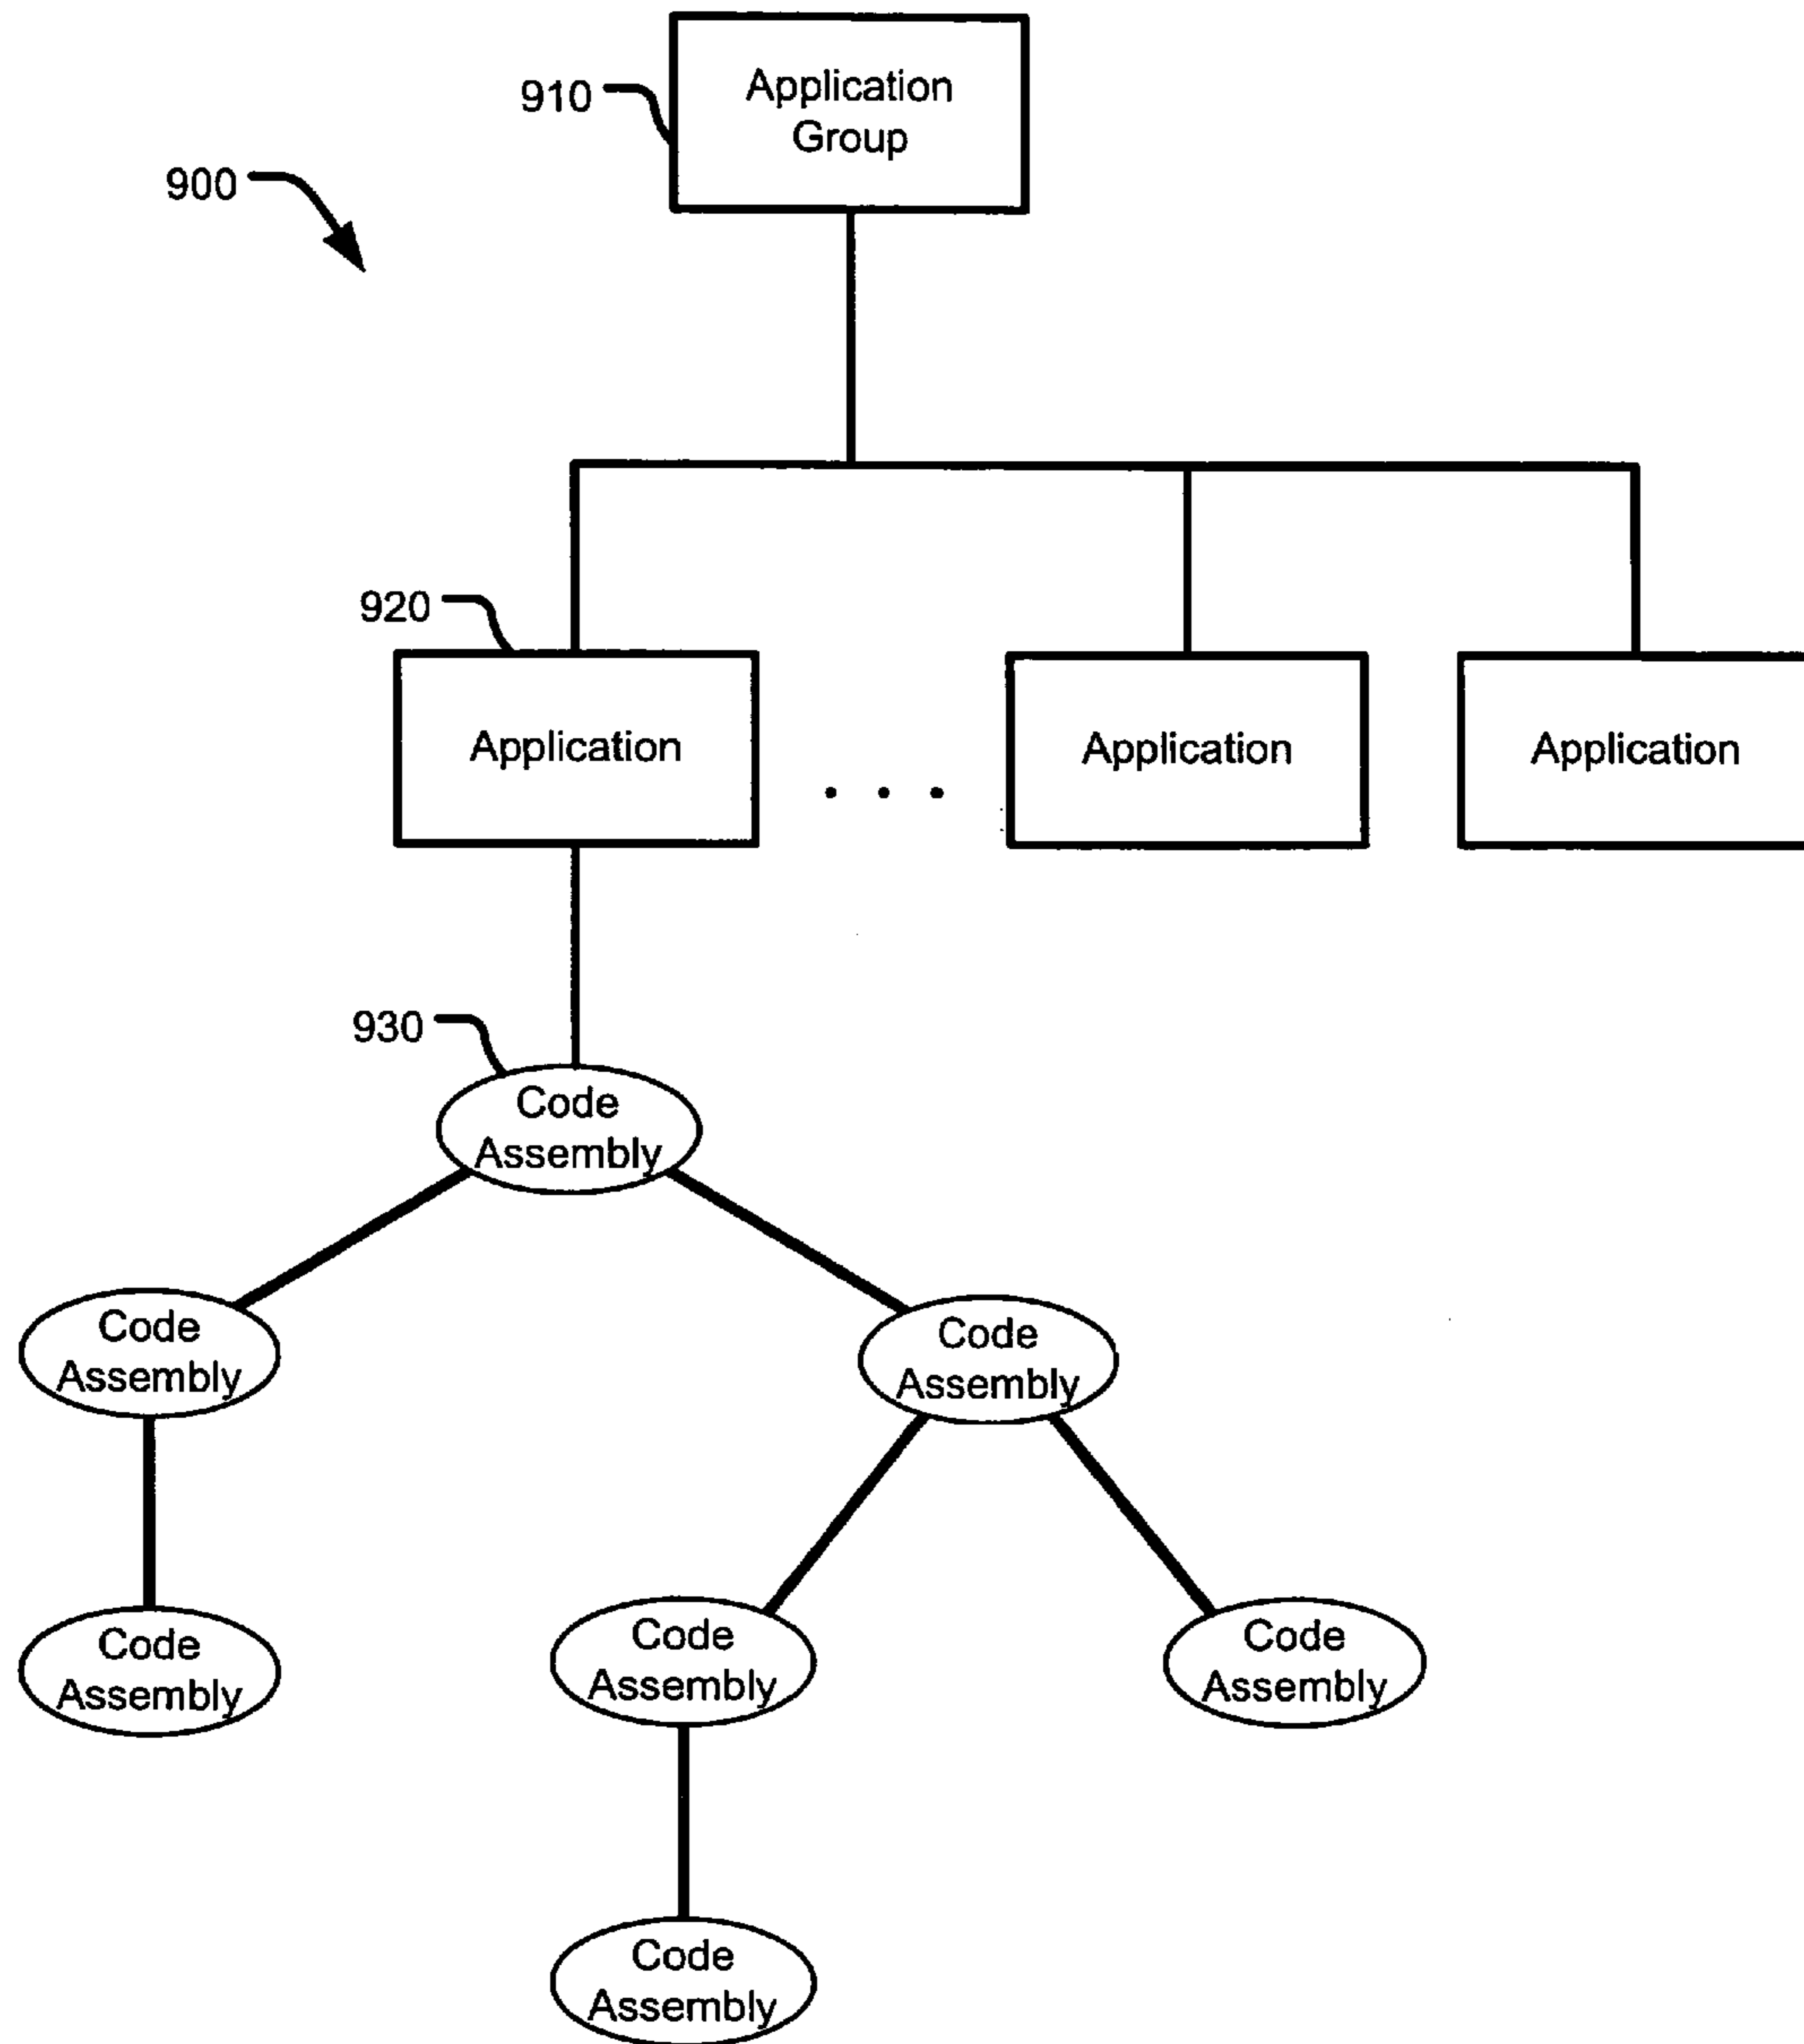 Application
Group
910
900
920
Application
. . .
Application
Application
930
Code
Assembly
Code
Assembly
Code
Assembly
Code
Assembly
Code
Assembly
Code
Assembly
Code
Assembly